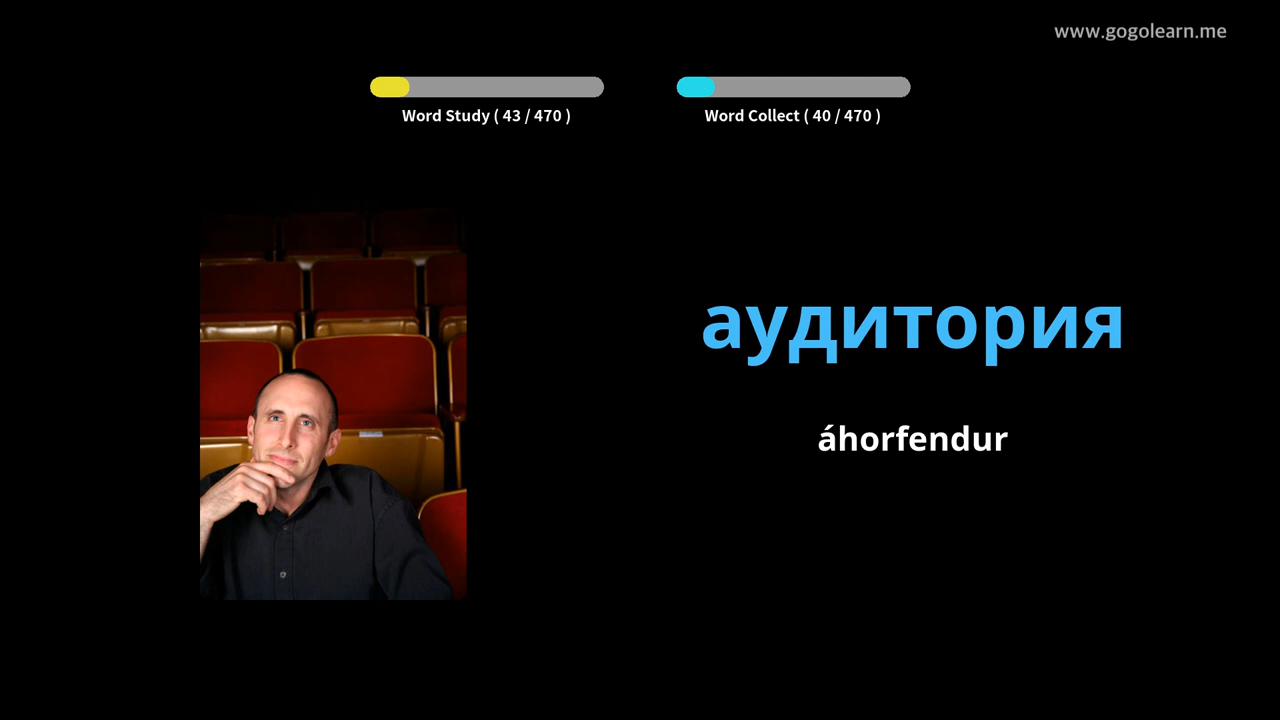 www.gogolearn.me
Word Study ( 43 / 470 )
Word Collect ( 40 / 470 )
аудитория
áhorfendur